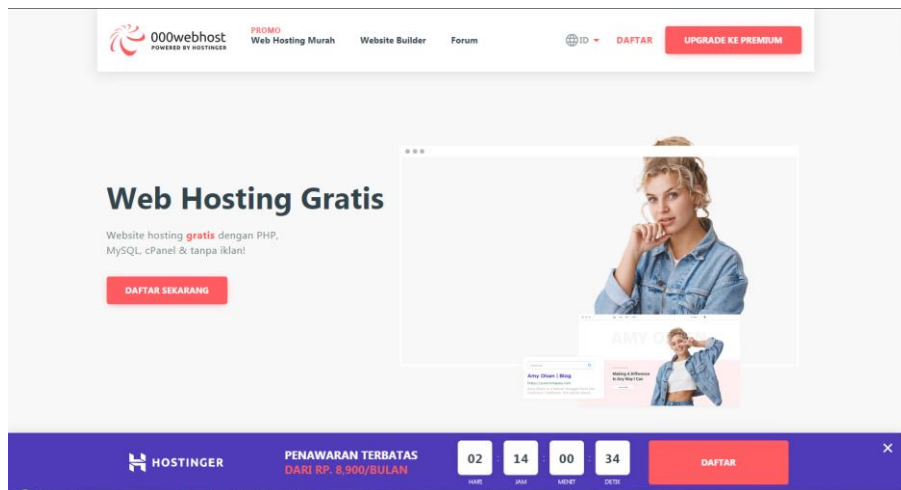 000webhost
POWERED BY HOSTINGER
PROMO
Web Hosting Murah
Website Builder
Forum
ID
DAFTAR
UPGRADE KE PREMIUM
Web Hosting Gratis
Website hosting gratis dengan PHP,
MySQL, cPanel & tanpa iklan!
DAFTAR SEKARANG
AMY OLSEN
Amy Olsen | Blog
Making A Difference
In Any Way I Can
HOSTINGER
PENAWARAN TERBATAS
DARI RP. 8,900/BULAN
02 : 14 : 00 : 34
HARI JAM MENIT DETIK
DAFTAR